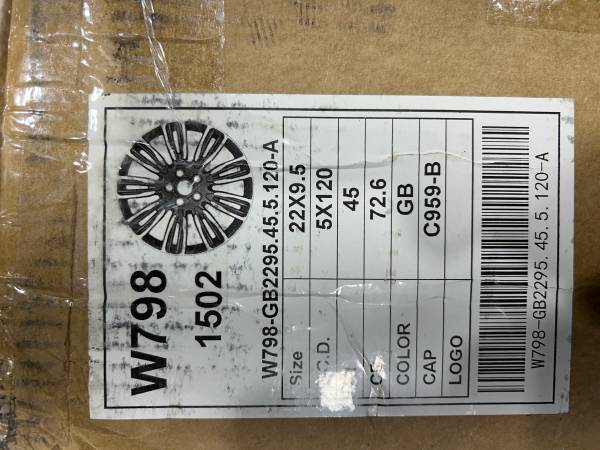 W798
1502
W798-GB2295.45.5.120-A
Size 22X9.5
C.D. 5X120
45
72.6
COLOR GB
CAP C959-B
LOGO
W798-GB2295.45.5.120-A